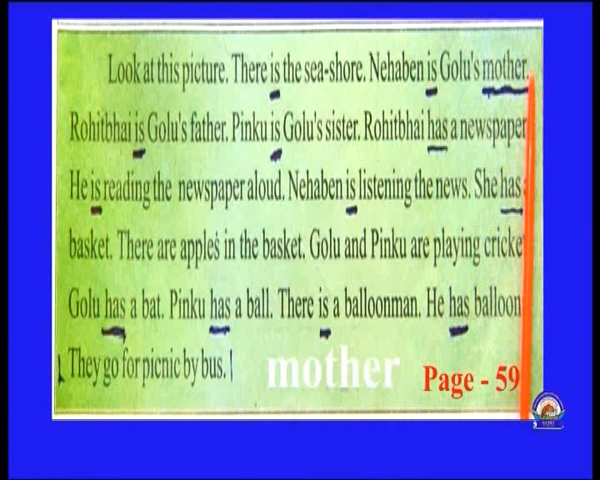 Look at this picture. There is the sea-shore. Nehaben is Golu's mother.
Rohitbhai is Golu's father. Pinku is Golu's sister. Rohitbhai has a newspaper
He is reading the newspaper aloud. Nehaben is listening the news. She has
basket. There are apples in the basket. Golu and Pinku are playing cricke
Golu has a bat. Pinku has a ball. There is a balloonman. He has balloon
They go for picnic by bus.
mother
Page - 59